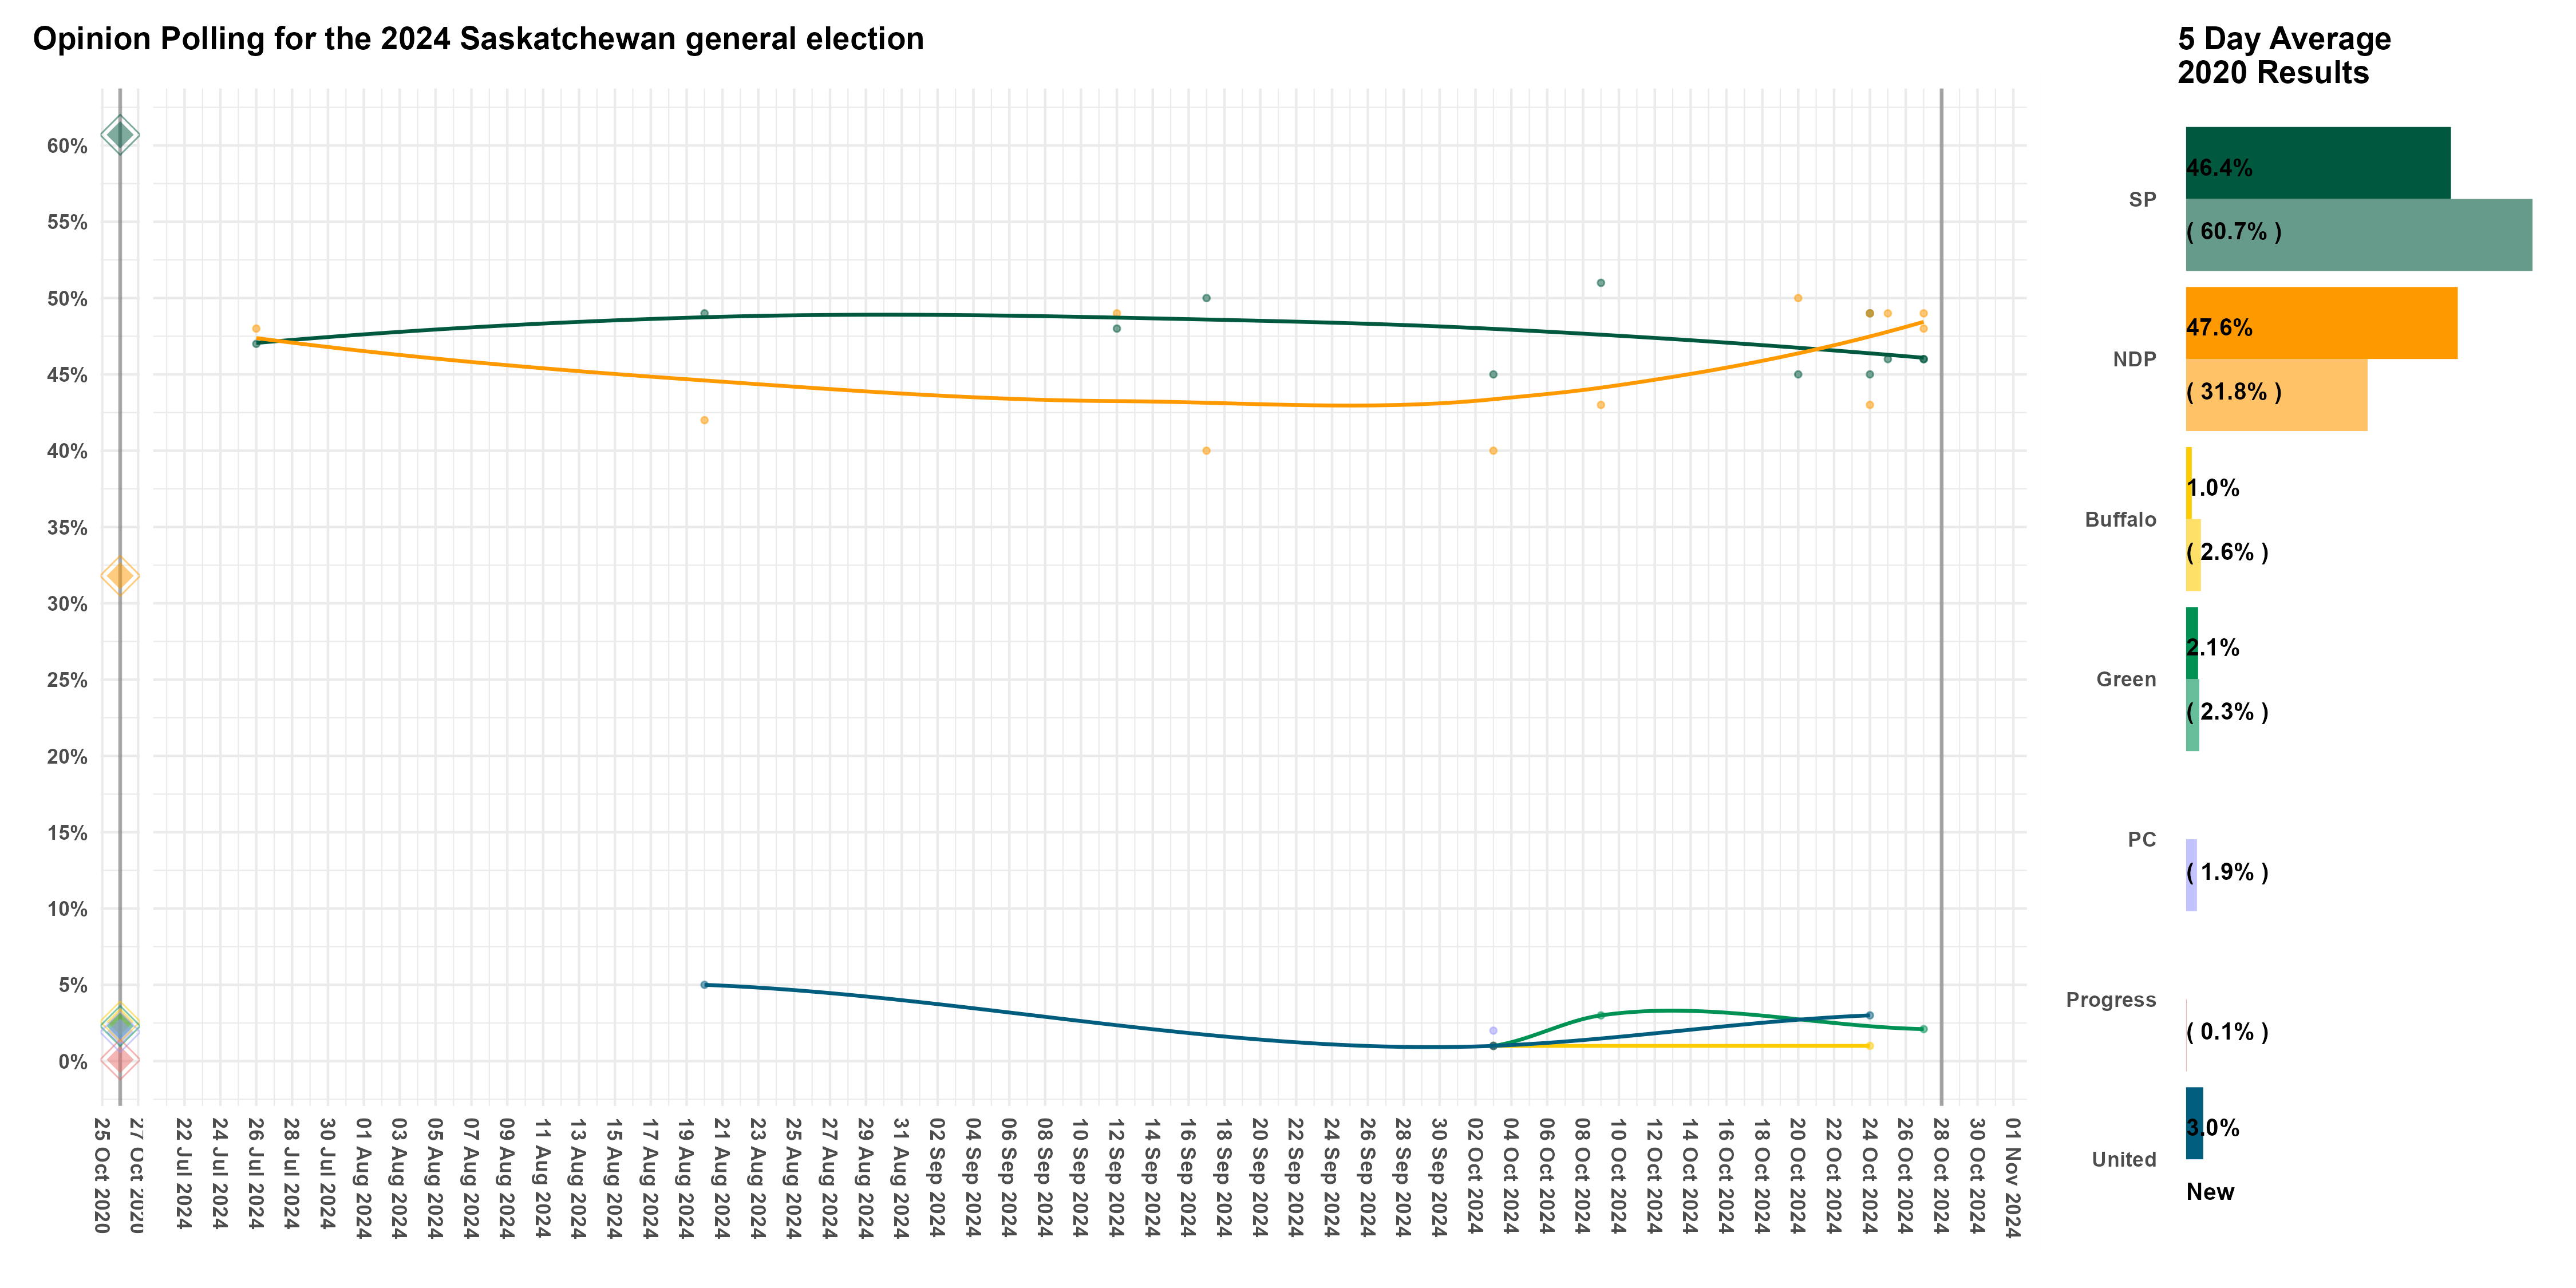 Opinion Polling for the 2024 Saskatchewan general election
60%
55%
50%
45%
40%
35%
30%
25%
20%
15%
10%
5%
0%
25 Oct 2020
27 Oct 2020
22 Jul 2024
24 Jul 2024
26 Jul 2024
28 Jul 2024
30 Jul 2024
01 Aug 2024
03 Aug 2024
05 Aug 2024
07 Aug 2024
09 Aug 2024
11 Aug 2024
13 Aug 2024
15 Aug 2024
17 Aug 2024
19 Aug 2024
21 Aug 2024
23 Aug 2024
25 Aug 2024
27 Aug 2024
29 Aug 2024
31 Aug 2024
02 Sep 2024
04 Sep 2024
06 Sep 2024
08 Sep 2024
10 Sep 2024
12 Sep 2024
14 Sep 2024
16 Sep 2024
18 Sep 2024
20 Sep 2024
22 Sep 2024
24 Sep 2024
26 Sep 2024
28 Sep 2024
30 Sep 2024
02 Oct 2024
04 Oct 2024
06 Oct 2024
08 Oct 2024
10 Oct 2024
12 Oct 2024
14 Oct 2024
16 Oct 2024
18 Oct 2024
20 Oct 2024
22 Oct 2024
24 Oct 2024
26 Oct 2024
28 Oct 2024
30 Oct 2024
01 Nov 2024
5 Day Average
2020 Results
SP
46.4%
( 60.7% )
NDP
47.6%
( 31.8% )
Buffalo
1.0%
( 2.6% )
Green
2.1%
( 2.3% )
PC
( 1.9% )
Progress
( 0.1% )
United
3.0%
New